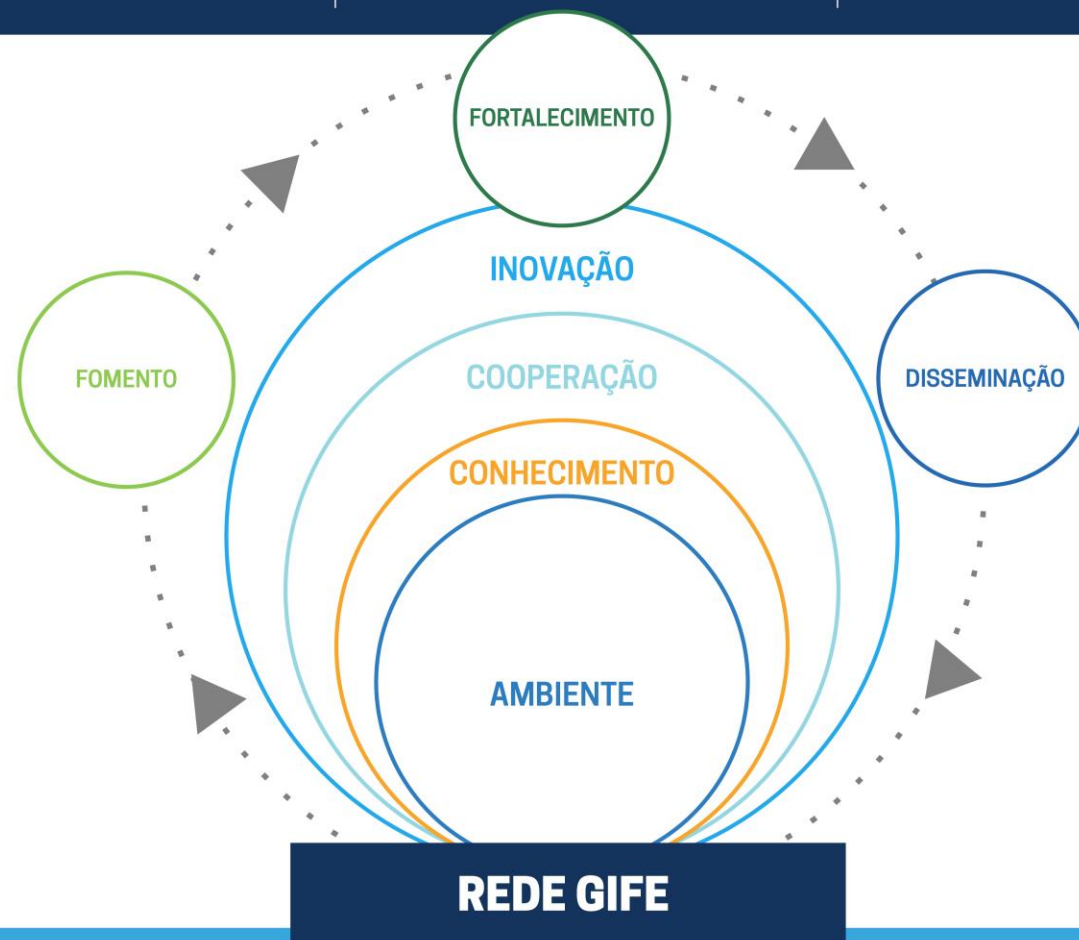 FORTALECIMENTO
INOVAÇÃO
FOMENTO
COOPERAÇÃO
DISSEMINAÇÃO
CONHECIMENTO
AMBIENTE
REDE GIFE